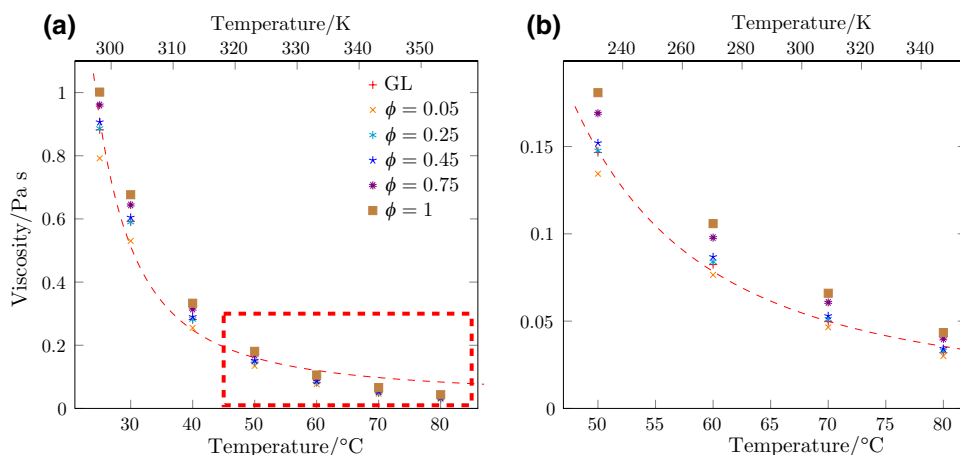 (a)
Temperature/K
300 310 320 330 340 350
1
0.8
0.6
0.4
0.2
0
Viscosity/Pa s
GL
ϕ = 0.05
ϕ = 0.25
ϕ = 0.45
ϕ = 0.75
ϕ = 1
30 40 50 60 70 80
Temperature/°C
(b)
Temperature/K
240 260 280 300 320 340
0.15
0.1
0.05
0
50 55 60 65 70 75 80
Temperature/°C